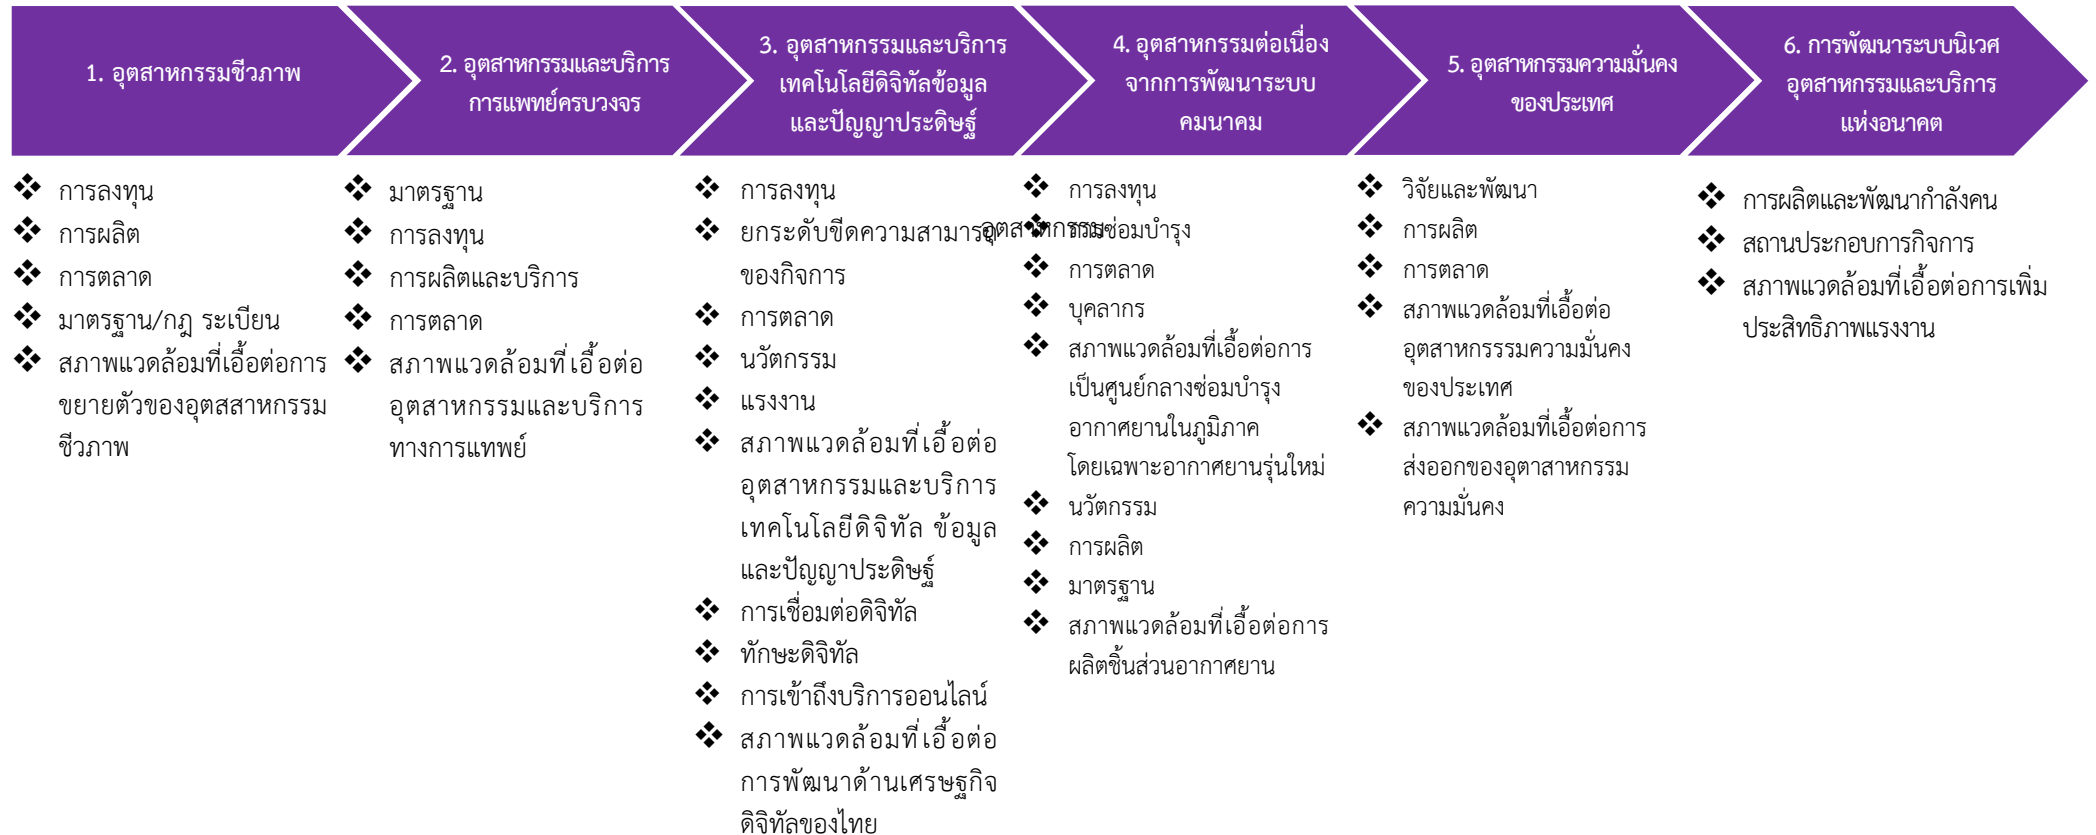 1. อุตสาหกรรมชีวภาพ
2. อุตสาหกรรมและบริการ
การแพทย์ครบวงจร
3. อุตสาหกรรมและบริการ
เทคโนโลยีดิจิทัลข้อมูล
และปัญญาประดิษฐ์
4. อุตสาหกรรมต่อเนื่อง
จากการพัฒนาระบบ
คมนาคม
5. อุตสาหกรรมความมั่นคง
ของประเทศ
6. การพัฒนาระบบนิเวศ
อุตสาหกรรมและบริการ
แห่งอนาคต
❖ การลงทุน
❖ การผลิต
❖ การตลาด
❖ มาตรฐาน/กฎ ระเบียน
❖ สภาพแวดล้อมที่เอื้อต่อการ
ขยายตัวของอุตสสาหกรรม
ชีวภาพ
❖ มาตรฐาน
❖ การลงทุน
❖ การผลิตและบริการ
❖ การตลาด
❖ สภาพแวดล้อมที่เอื้อต่อ
อุตสาหกรรมและบริการ
ทางการแทพย์
❖ การลงทุน
❖ ยกระดับขีดความสามารถ
ของกิจการ
❖ การตลาด
❖ นวัตกรรม
❖ แรงงาน
❖ สภาพแวดล้อมที่เอื้อต่อ
อุตสาหกรรมและบริการ
เทคโนโลยีดิจิทัล ข้อมูล
และปัญญาประดิษฐ์
❖ การเชื่อมต่อดิจิทัล
❖ ทักษะดิจิทัล
❖ การเข้าถึงบริการออนไลน์
❖ สภาพแวดล้อมที่เอื้อต่อ
การพัฒนาด้านเศรษฐกิจ
ดิจิทัลของไทย
อุตสาหกรรม
❖ การลงทุน
❖ การซ่อมบำรุง
❖ การตลาด
❖ บุคลากร
❖ สภาพแวดล้อมที่เอื้อต่อการ
เป็นศูนย์กลางซ่อมบำรุง
อากาศยานในภูมิภาค
โดยเฉพาะอากาศยานรุ่นใหม่
❖ นวัตกรรม
❖ การผลิต
❖ มาตรฐาน
❖ สภาพแวดล้อมที่เอื้อต่อการ
ผลิตชิ้นส่วนอากาศยาน
❖ วิจัยและพัฒนา
❖ การผลิต
❖ การตลาด
❖ สภาพแวดล้อมที่เอื้อต่อ
อุตสาหกรรรมความมั่นคง
ของประเทศ
❖ สภาพแวดล้อมที่เอื้อต่อการ
ส่งออกของอุตาสาหกรรม
ความมั่นคง
❖ การผลิตและพัฒนากำลังคน
❖ สถานประกอบการกิจการ
❖ สภาพแวดล้อมที่เอื้อต่อการเพิ่ม
ประสิทธิภาพแรงงาน